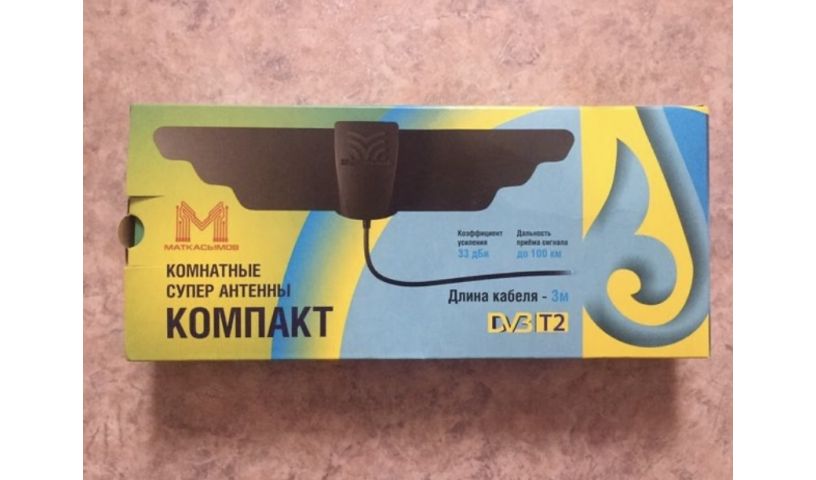 МАТКАСЫМОВ
КОМНАТНЫЕ
СУПЕР АНТЕННЫ
КОМПАКТ
Коэффициент
усиления
33 дБи
Дальность
приёма сигнала
до 100 км
Длина кабеля - 3м
DVB T2